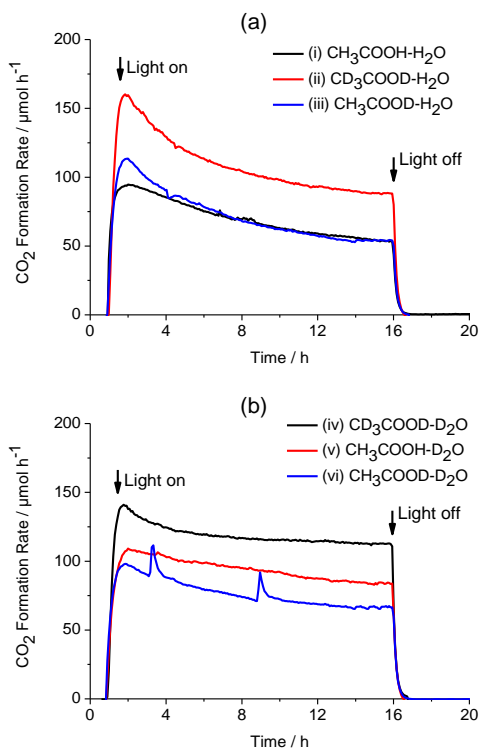 (a)
200
150
100
50
0
CO2 Formation Rate / μmol h-1
Light on
(i) CH3COOH-H2O
(ii) CD3COOD-H2O
(iii) CH3COOD-H2O
Light off
0 4 8 12 16 20
Time / h
(b)
200
150
100
50
0
CO2 Formation Rate / μmol h-1
Light on
(iv) CD3COOD-D2O
(v) CH3COOH-D2O
(vi) CH3COOD-D2O
Light off
0 4 8 12 16 20
Time / h